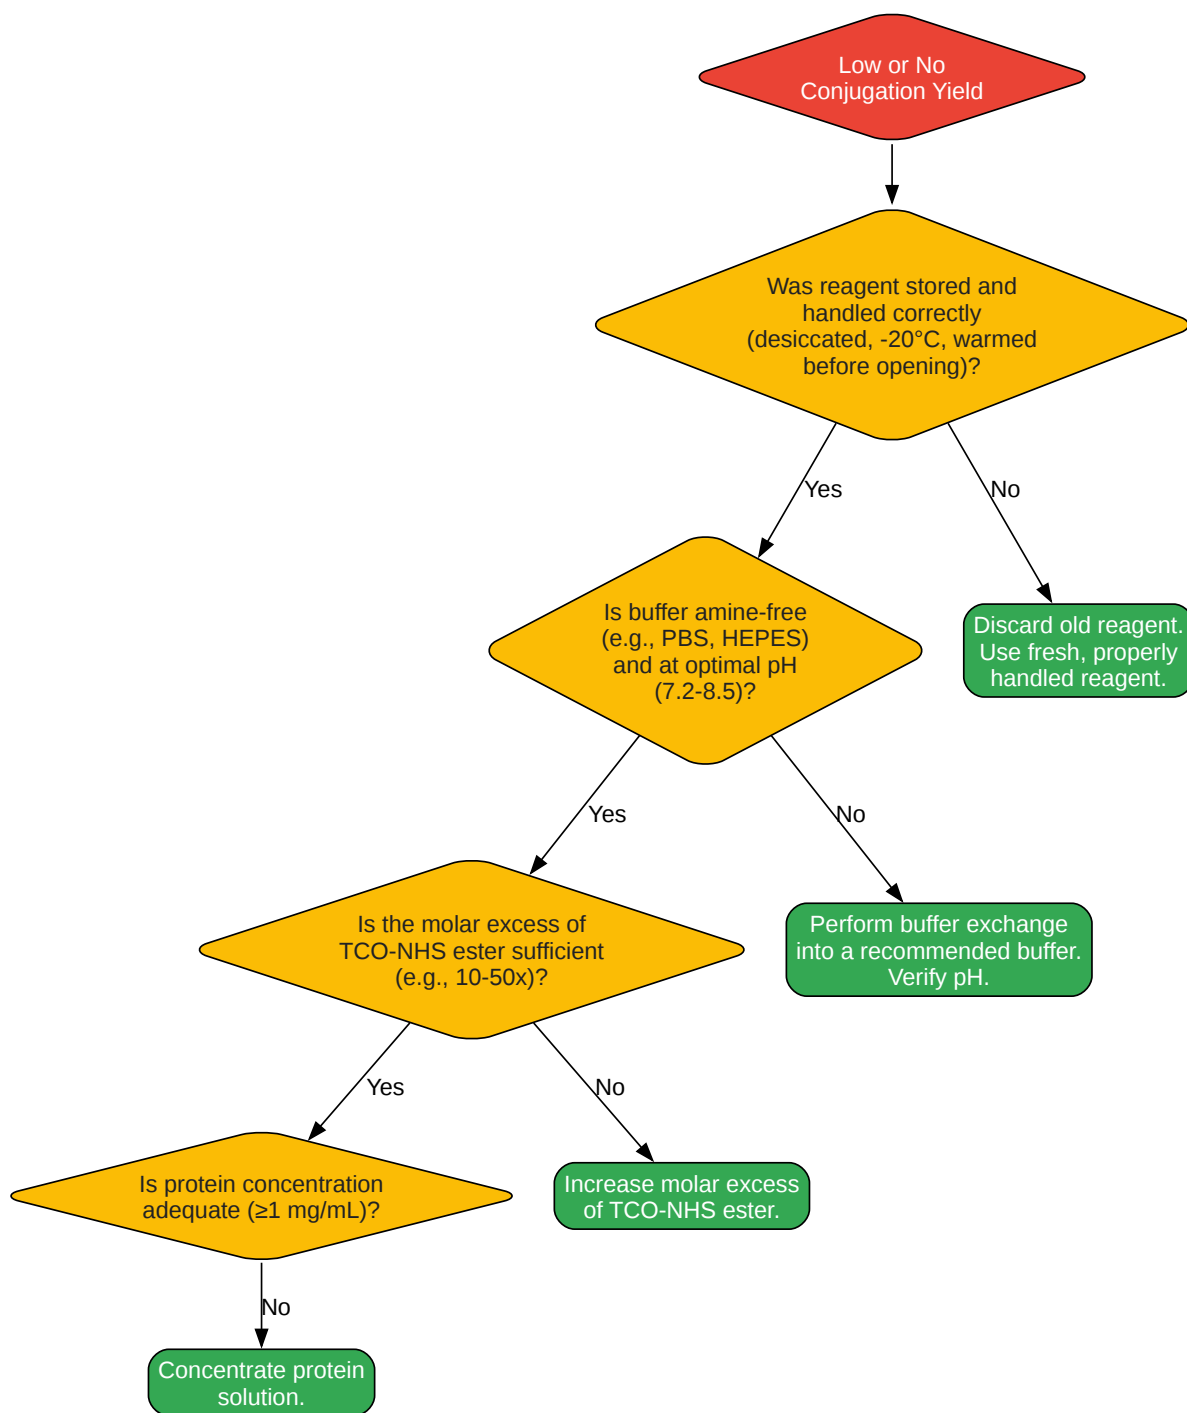 Low or No
Conjugation Yield
Was reagent stored and
handled correctly
(desiccated, -20°C, warmed
before opening)?
Yes
No
Is buffer amine-free
(e.g., PBS, HEPES)
and at optimal pH
(7.2-8.5)?
Discard old reagent.
Use fresh, properly
handled reagent.
Yes
No
Is the molar excess of
TCO-NHS ester sufficient
(e.g., 10-50x)?
Perform buffer exchange
into a recommended buffer.
Verify pH.
Yes
No
Is protein concentration
adequate (≥1 mg/mL)?
Increase molar excess
of TCO-NHS ester.
No
Concentrate protein
solution.